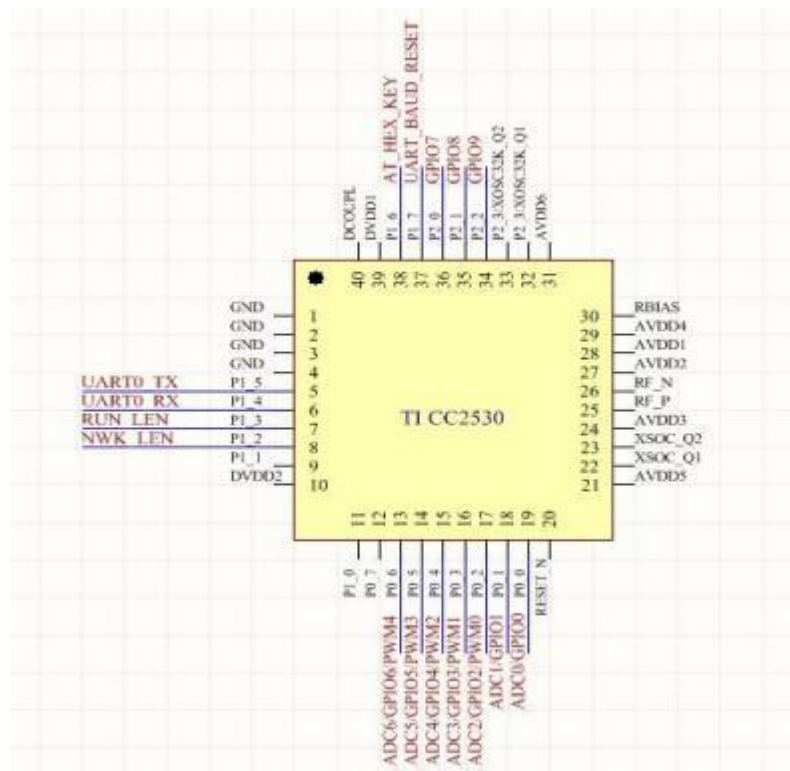 AT_HEX_KEY
UART_BAUD_RESET
GPIO7
GPIO8
GPIO9
DCOUPL
DVDD1
P1_6
P1_7
P2_0
P2_1
P2_2
P2_3/XOSC32K_Q2
P2_3/XOSC32K_Q1
AVDD6
40
39
38
37
36
35
34
33
32
31
GND 1
GND 2
GND 3
GND 4
UART0_TX P1_5 5
UART0_RX P1_4 6
RUN_LEN P1_3 7
NWK_LEN P1_2 8
P1_1 9
DVDD2 10
TI CC2530
30 RBIAS
29 AVDD4
28 AVDD1
27 AVDD2
26 RF_N
25 RF_P
24 AVDD3
23 XSOC_Q2
22 XSOC_Q1
21 AVDD5
11
12
13
14
15
16
17
18
19
20
P1_0
P0_7
P0_6
P0_5
P0_4
P0_3
P0_2
P0_1
P0_0
RESET_N
ADC6/GPIO6/PWM4
ADC5/GPIO5/PWM3
ADC4/GPIO4/PWM2
ADC3/GPIO3/PWM1
ADC2/GPIO2/PWM0
ADC1/GPIO1
ADC0/GPIO0